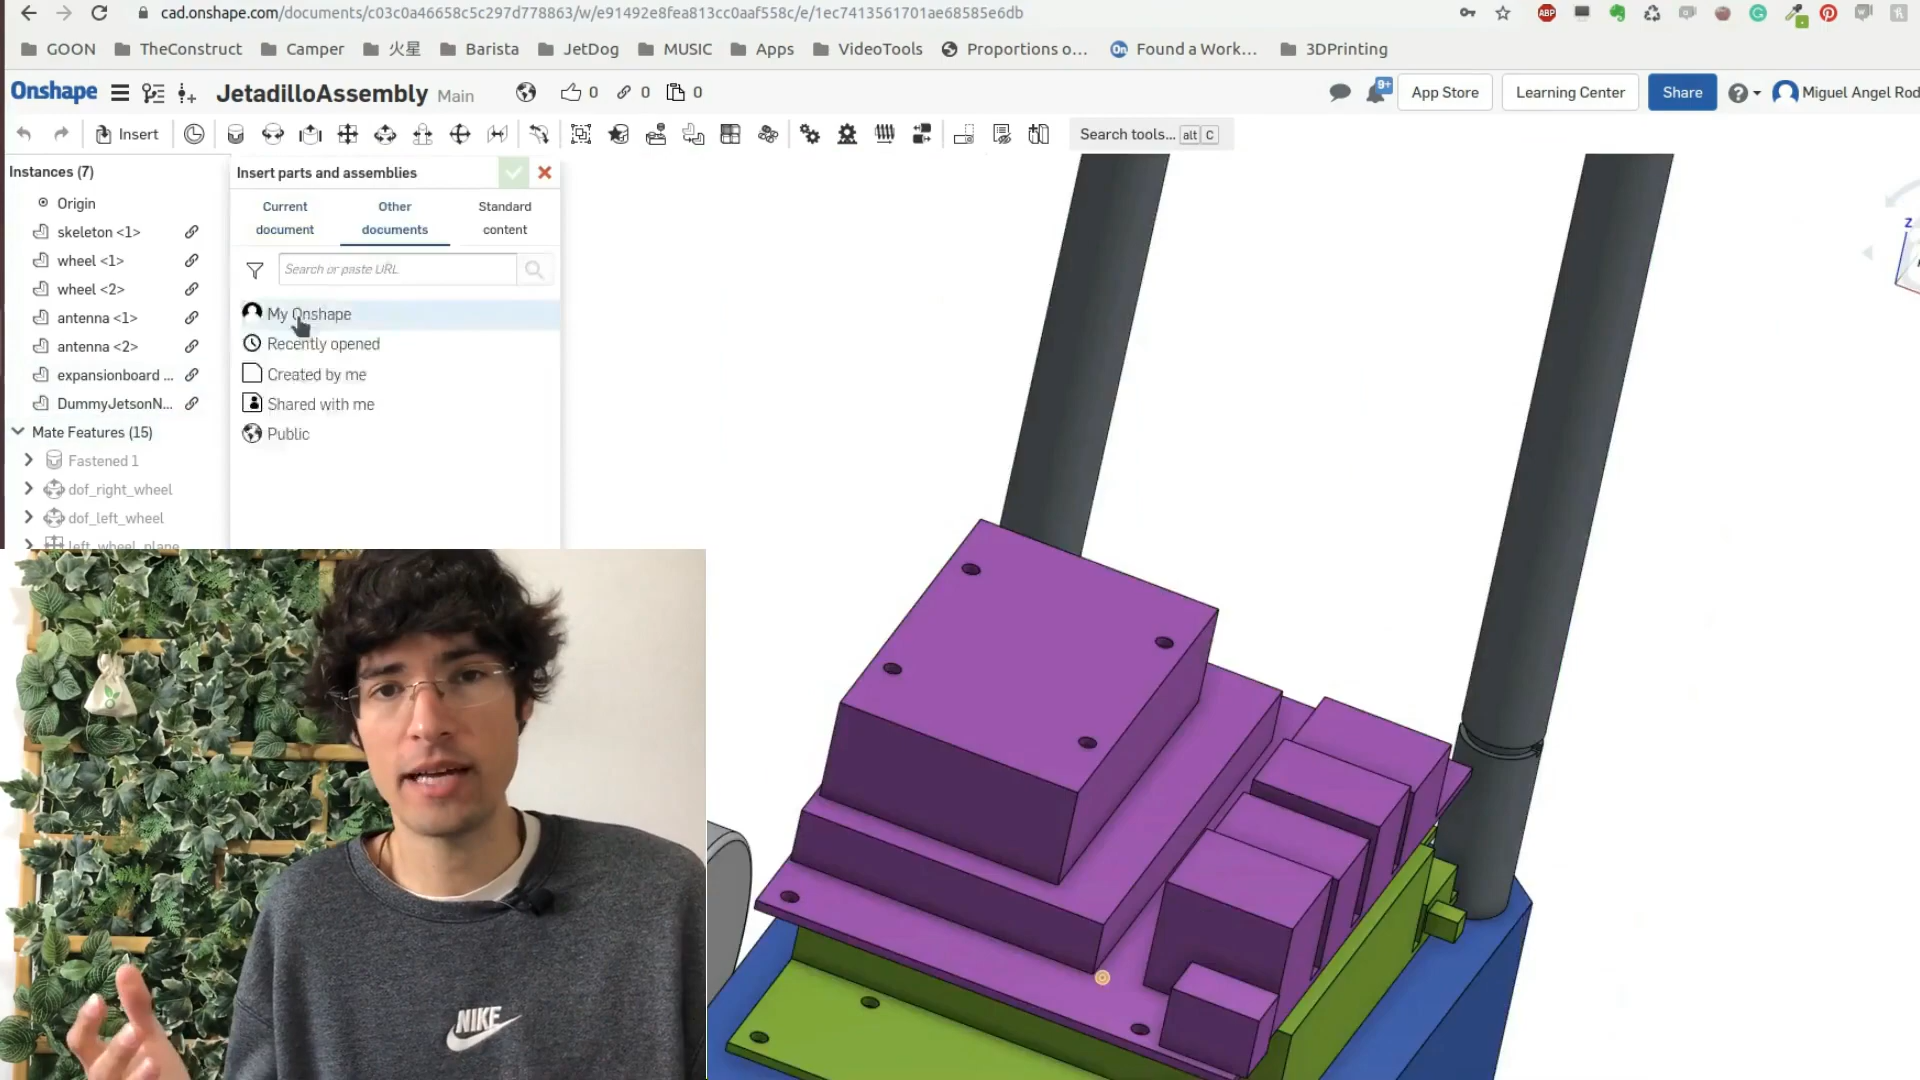 cad.onshape.com/documents/c03c0a46658c5c297d778863/w/e91492e8fea813cc0aaf558c/e/1ec7413561701ae68585e6db
ABP
GOON TheConstruct Camper 火星 Barista JetDog MUSIC Apps VideoTools Proportions o... On Found a Work... 3DPrinting
Onshape JetadilloAssembly Main 0 0 0 9+ App Store Learning Center Share Miguel Angel Rod
Insert Search tools... alt C
Instances (7)
Origin
skeleton <1>
wheel <1>
wheel <2>
antenna <1>
antenna <2>
expansionboard ...
DummyJetsonN...
Mate Features (15)
Fastened 1
dof_right_wheel
dof_left_wheel
left_wheel_plane
Insert parts and assemblies
Current document
Other documents
Standard content
Search or paste URL
My Onshape
Recently opened
Created by me
Shared with me
Public
Z
NIKE